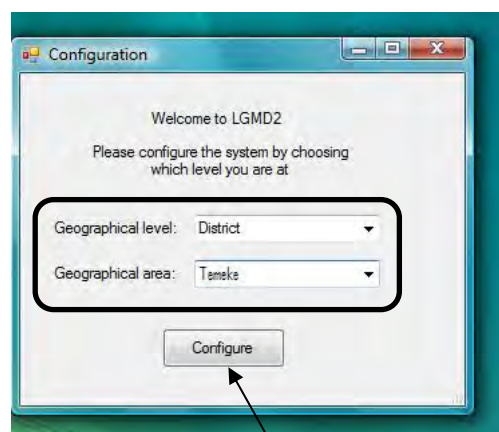 Configuration
Welcome to LGMD2
Please configure the system by choosing
which level you are at
Geographical level: District
Geographical area: Temeke
Configure